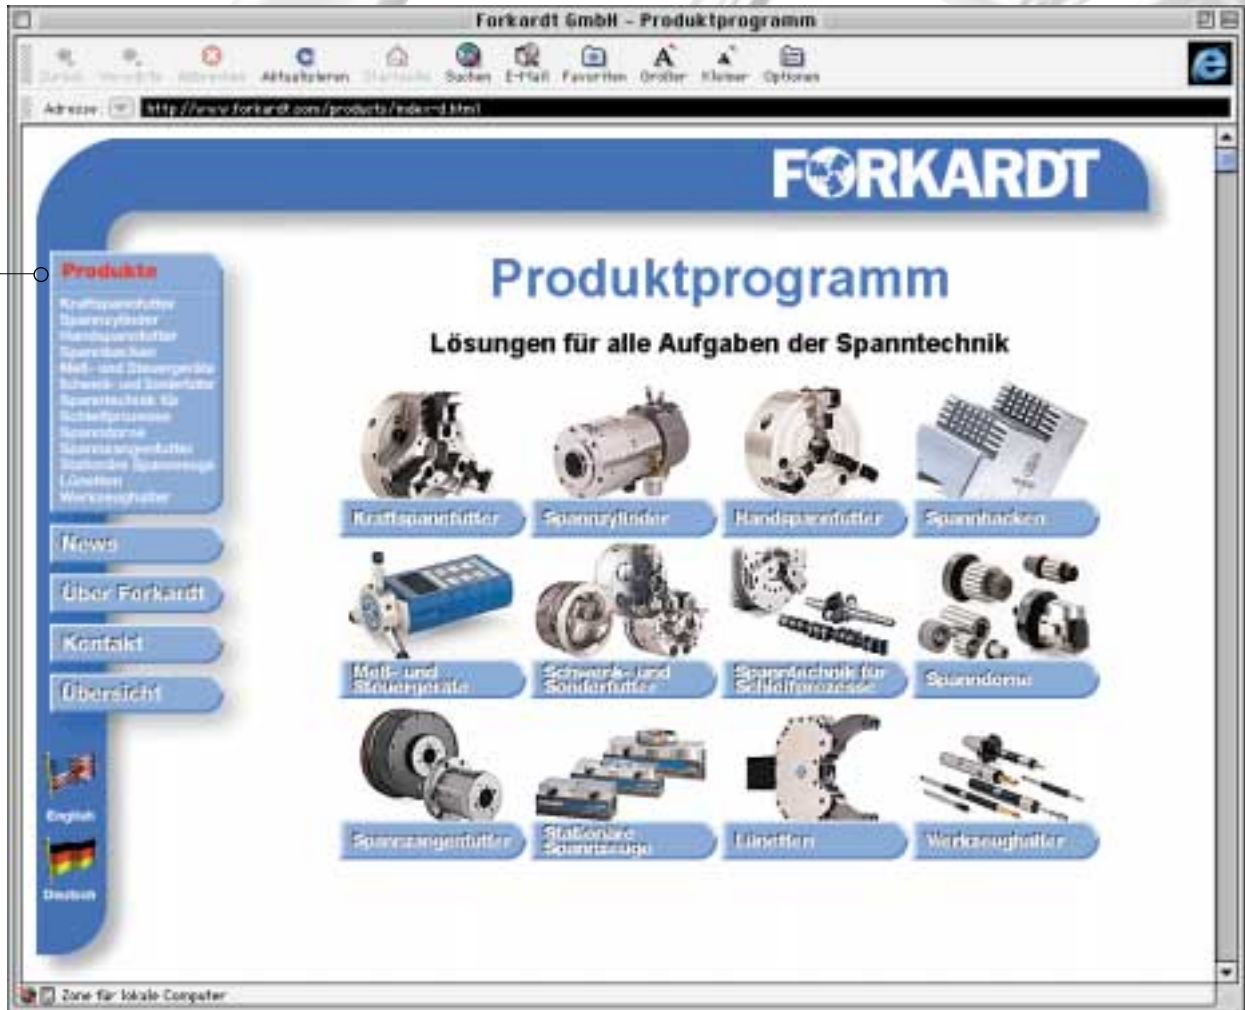 Forkardt GmbH - Produktprogramm
Zurück Vorwärts Abbrechen Aktualisieren Startseite Suchen E-Mail Favoriten Größer Kleiner Optionen
Adresse: http://www.forkardt.com/products/index-d.html
FORKARDT
Produkte
Kraftspannfutter
Spannzylinder
Handspannfutter
Spannbacken
Meß- und Steuergeräte
Schwenk- und Sonderfutter
Spanntechnik für
Schleifprozesse
Spanndorne
Spannzangenfutter
Stationäre Spannzeuge
Lünetten
Werkzeughalter
News
Über Forkardt
Kontakt
Übersicht
English
Deutsch
Produktprogramm
Lösungen für alle Aufgaben der Spanntechnik
Kraftspannfutter
Spannzylinder
Handspannfutter
Spannbacken
Meß- und
Steuergeräte
Schwenk- und
Sonderfutter
Spanntechnik für
Schleifprozesse
Spanndorne
Spannzangenfutter
Stationäre
Spannzeuge
Lünetten
Werkzeughalter
Zone für lokale Computer